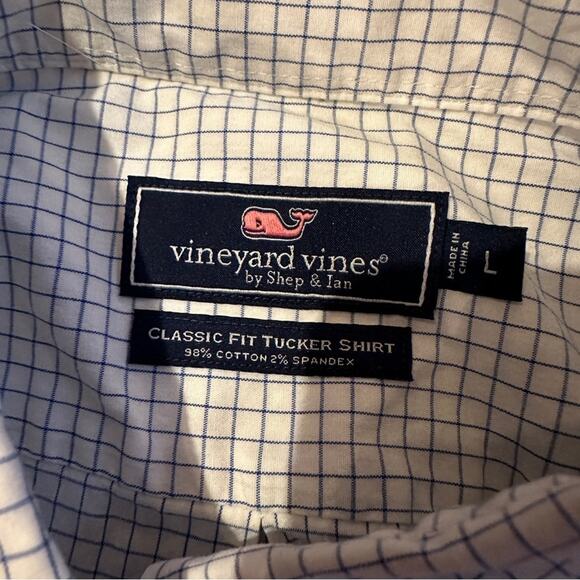 vineyard vines®
by Shep & Ian
MADE IN
CHINA
L
CLASSIC FIT TUCKER SHIRT
98% COTTON 2% SPANDEX